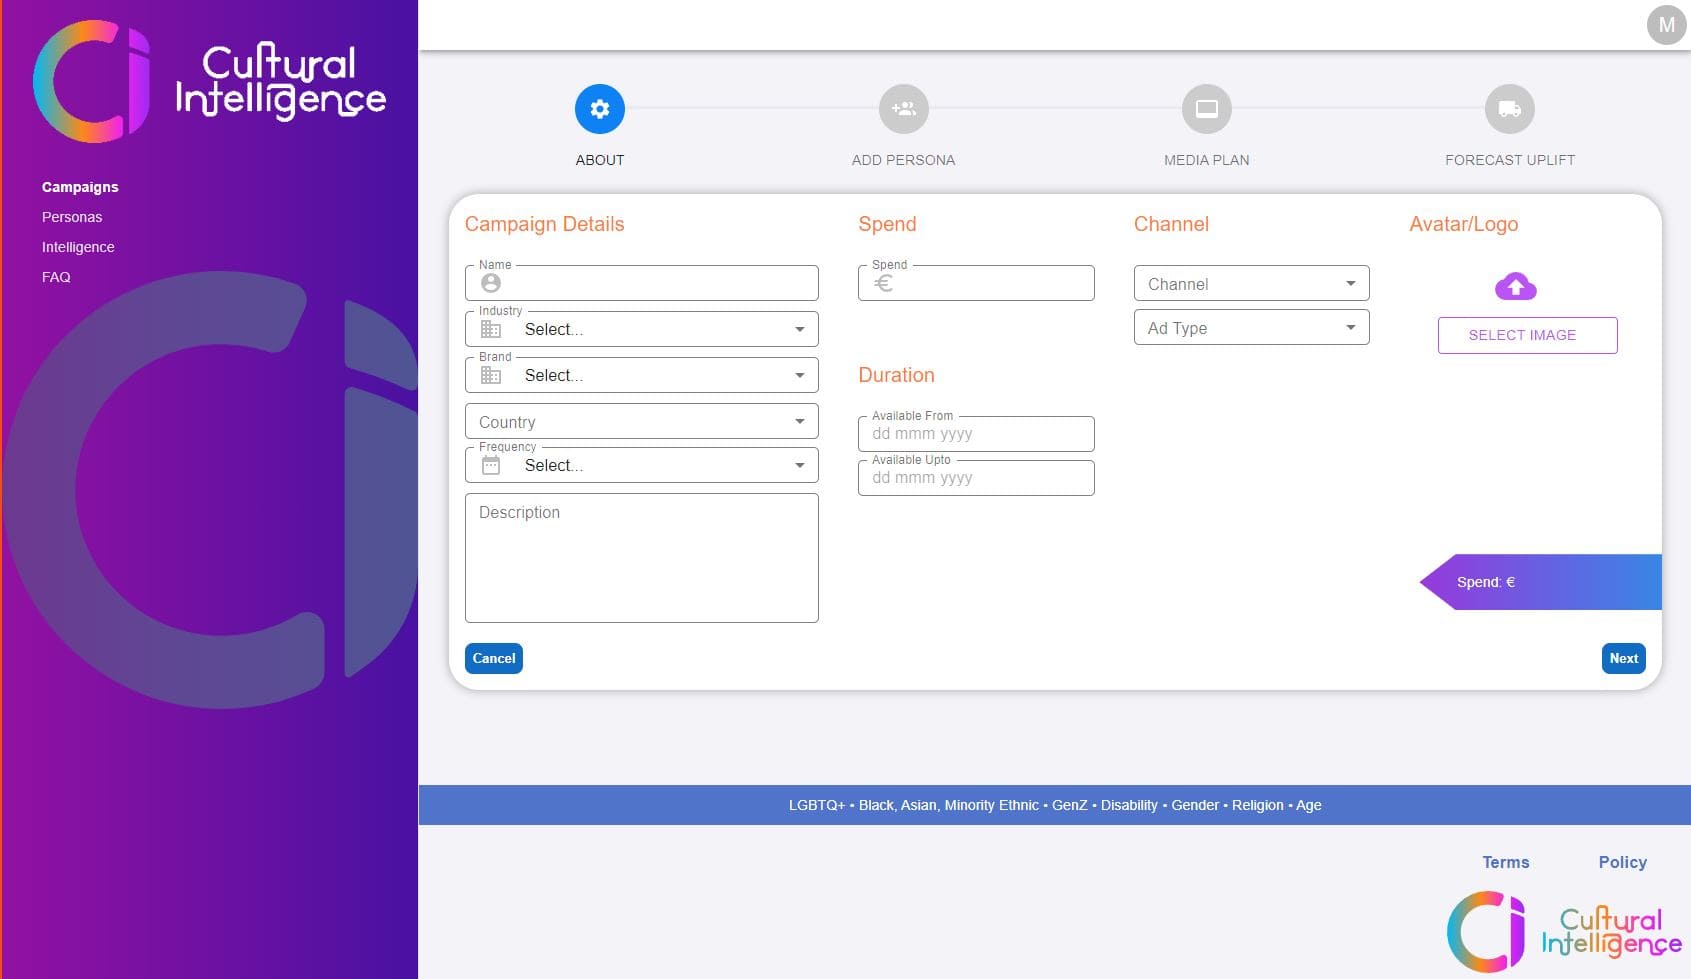 Cultural
Intelligence
Campaigns
Personas
Intelligence
FAQ
M
ABOUT
ADD PERSONA
MEDIA PLAN
FORECAST UPLIFT
Campaign Details
Name
Industry
Select...
Brand
Select...
Country
Frequency
Select...
Description
Cancel
Spend
Spend
€
Duration
Available From
dd mmm yyyy
Available Upto
dd mmm yyyy
Channel
Channel
Ad Type
Avatar/Logo
SELECT IMAGE
Spend: €
Next
LGBTQ+ • Black, Asian, Minority Ethnic • GenZ • Disability • Gender • Religion • Age
Terms
Policy
Cultural
Intelligence